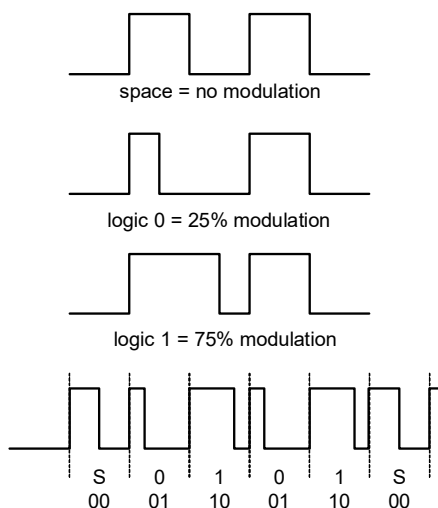 space = no modulation
logic 0 = 25% modulation
logic 1 = 75% modulation
S 0 1 0 1 S
00 01 10 01 10 00